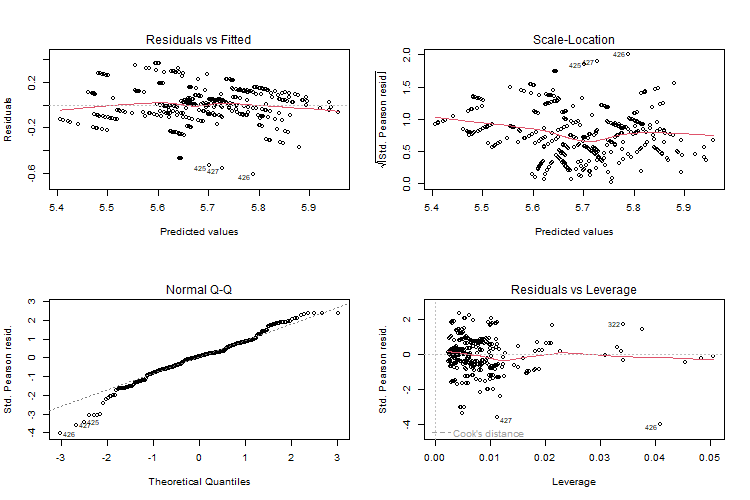 Residuals vs Fitted
Residuals
0.2
-0.2
-0.6
425
427
426
5.4 5.5 5.6 5.7 5.8 5.9
Predicted values
Scale-Location
√|Std. Pearson resid.|
2.0
1.5
1.0
0.5
0.0
425
427
426
5.4 5.5 5.6 5.7 5.8 5.9
Predicted values
Normal Q-Q
Std. Pearson resid.
3
2
1
0
-1
-2
-3
-4
425
427
426
-3 -2 -1 0 1 2 3
Theoretical Quantiles
Residuals vs Leverage
Std. Pearson resid.
2
0
-2
-4
322
427
426
Cook's distance
0.00 0.01 0.02 0.03 0.04 0.05
Leverage